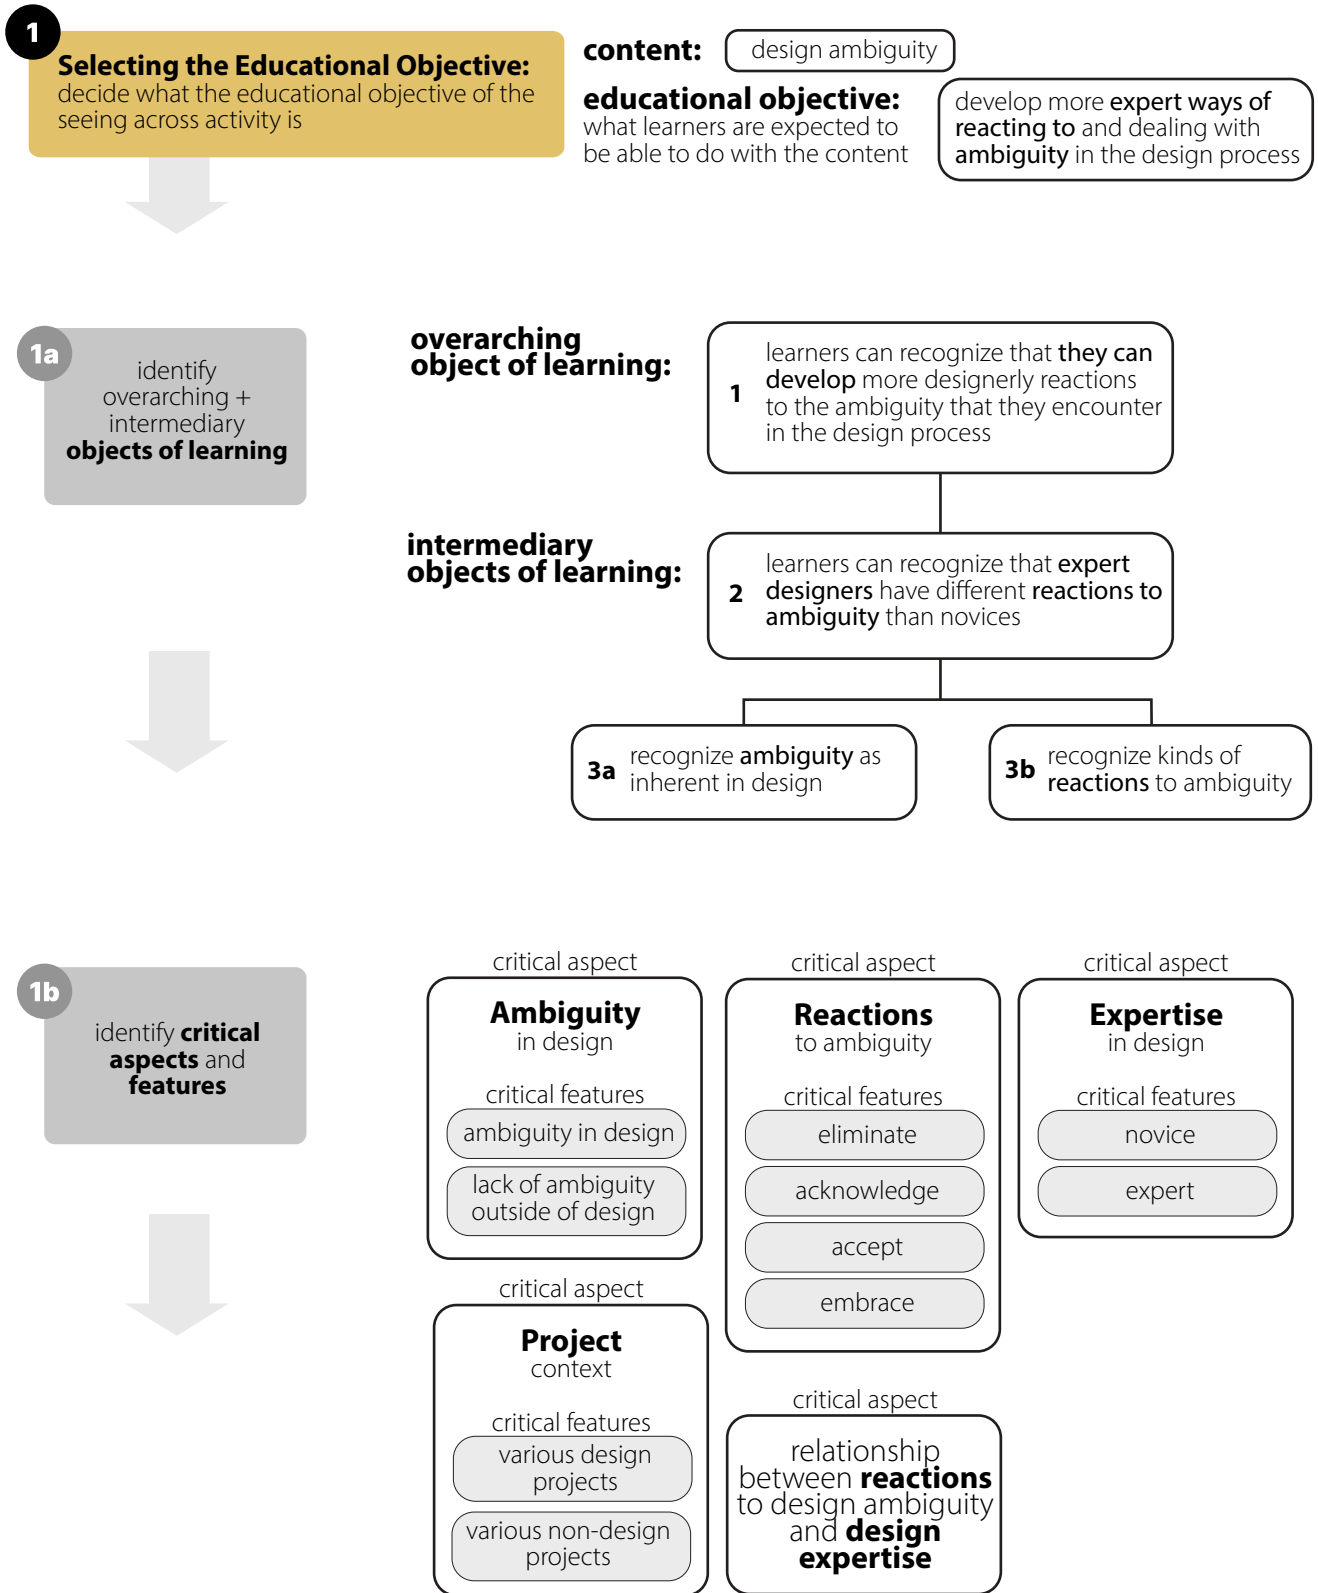 1
Selecting the Educational Objective:
decide what the educational objective of the
seeing across activity is
content:
design ambiguity
educational objective:
what learners are expected to
be able to do with the content
develop more expert ways of
reacting to and dealing with
ambiguity in the design process
1a
identify
overarching +
intermediary
objects of learning
overarching
object of learning:
1
learners can recognize that they can
develop more designerly reactions
to the ambiguity that they encounter
in the design process
intermediary
objects of learning:
2
learners can recognize that expert
designers have different reactions to
ambiguity than novices
3a
recognize ambiguity as
inherent in design
3b
recognize kinds of
reactions to ambiguity
1b
identify critical
aspects and
features
critical aspect
Ambiguity
in design
critical features
ambiguity in design
lack of ambiguity
outside of design
critical aspect
Reactions
to ambiguity
critical features
eliminate
acknowledge
accept
embrace
critical aspect
Expertise
in design
critical features
novice
expert
critical aspect
Project
context
critical features
various design
projects
various non-design
projects
critical aspect
relationship
between reactions
to design ambiguity
and design
expertise